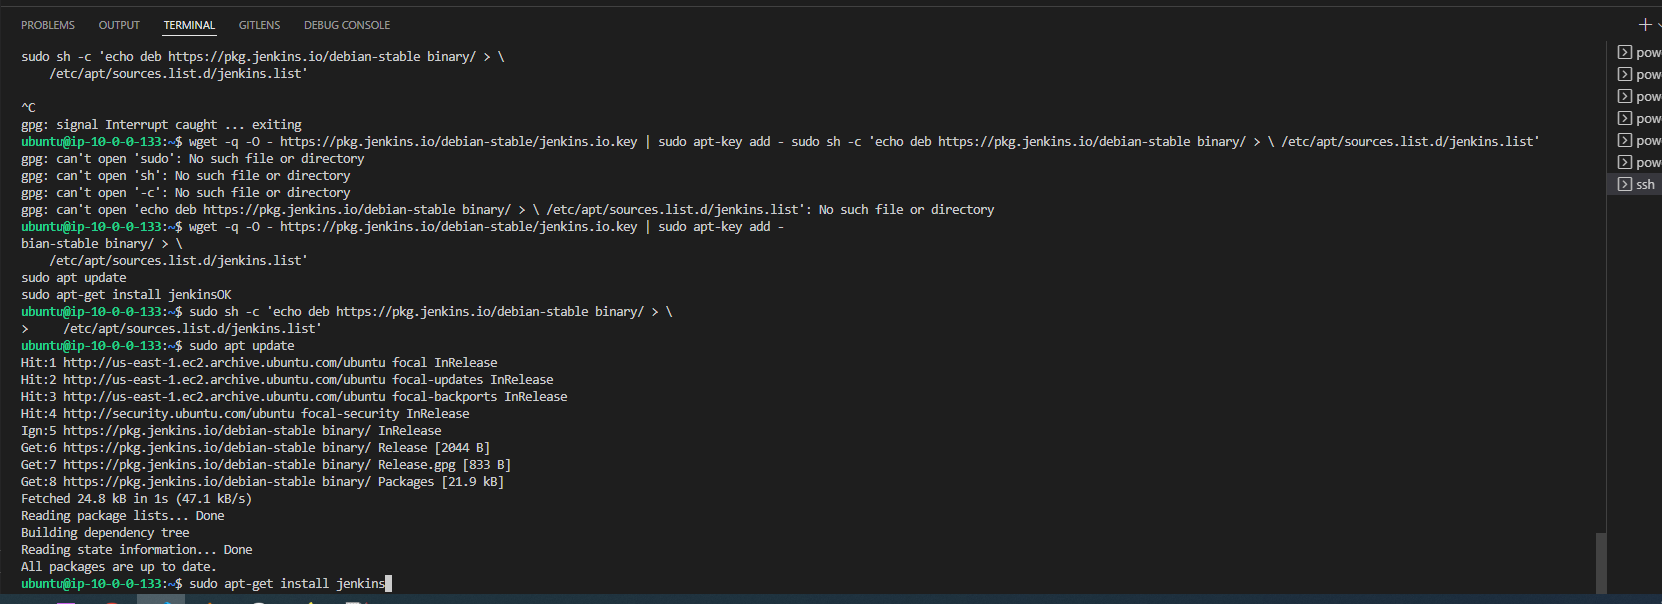 PROBLEMS OUTPUT TERMINAL GITLENS DEBUG CONSOLE
sudo sh -c 'echo deb https://pkg.jenkins.io/debian-stable binary/ > \
    /etc/apt/sources.list.d/jenkins.list'
^C
gpg: signal Interrupt caught ... exiting
ubuntu@ip-10-0-0-133:~$ wget -q -O - https://pkg.jenkins.io/debian-stable/jenkins.io.key | sudo apt-key add - sudo sh -c 'echo deb https://pkg.jenkins.io/debian-stable binary/ > \ /etc/apt/sources.list.d/jenkins.list'
gpg: can't open 'sudo': No such file or directory
gpg: can't open 'sh': No such file or directory
gpg: can't open '-c': No such file or directory
gpg: can't open 'echo deb https://pkg.jenkins.io/debian-stable binary/ > \ /etc/apt/sources.list.d/jenkins.list': No such file or directory
ubuntu@ip-10-0-0-133:~$ wget -q -O - https://pkg.jenkins.io/debian-stable/jenkins.io.key | sudo apt-key add -
bian-stable binary/ > \
    /etc/apt/sources.list.d/jenkins.list'
sudo apt update
sudo apt-get install jenkinsOK
ubuntu@ip-10-0-0-133:~$ sudo sh -c 'echo deb https://pkg.jenkins.io/debian-stable binary/ > \
>     /etc/apt/sources.list.d/jenkins.list'
ubuntu@ip-10-0-0-133:~$ sudo apt update
Hit:1 http://us-east-1.ec2.archive.ubuntu.com/ubuntu focal InRelease
Hit:2 http://us-east-1.ec2.archive.ubuntu.com/ubuntu focal-updates InRelease
Hit:3 http://us-east-1.ec2.archive.ubuntu.com/ubuntu focal-backports InRelease
Hit:4 http://security.ubuntu.com/ubuntu focal-security InRelease
Ign:5 https://pkg.jenkins.io/debian-stable binary/ InRelease
Get:6 https://pkg.jenkins.io/debian-stable binary/ Release [2044 B]
Get:7 https://pkg.jenkins.io/debian-stable binary/ Release.gpg [833 B]
Get:8 https://pkg.jenkins.io/debian-stable binary/ Packages [21.9 kB]
Fetched 24.8 kB in 1s (47.1 kB/s)
Reading package lists... Done
Building dependency tree
Reading state information... Done
All packages are up to date.
ubuntu@ip-10-0-0-133:~$ sudo apt-get install jenkins
pow
pow
pow
pow
pow
pow
ssh